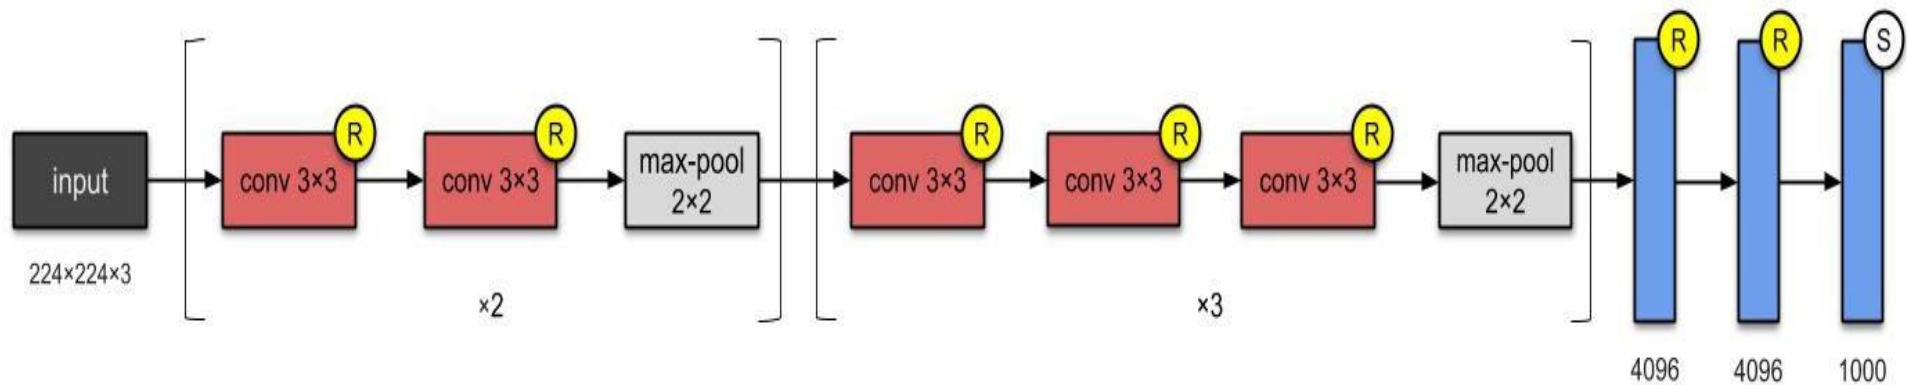 input
224×224×3
conv 3×3
R
conv 3×3
R
max-pool
2×2
×2
conv 3×3
R
conv 3×3
R
conv 3×3
R
max-pool
2×2
×3
R
4096
R
4096
S
1000